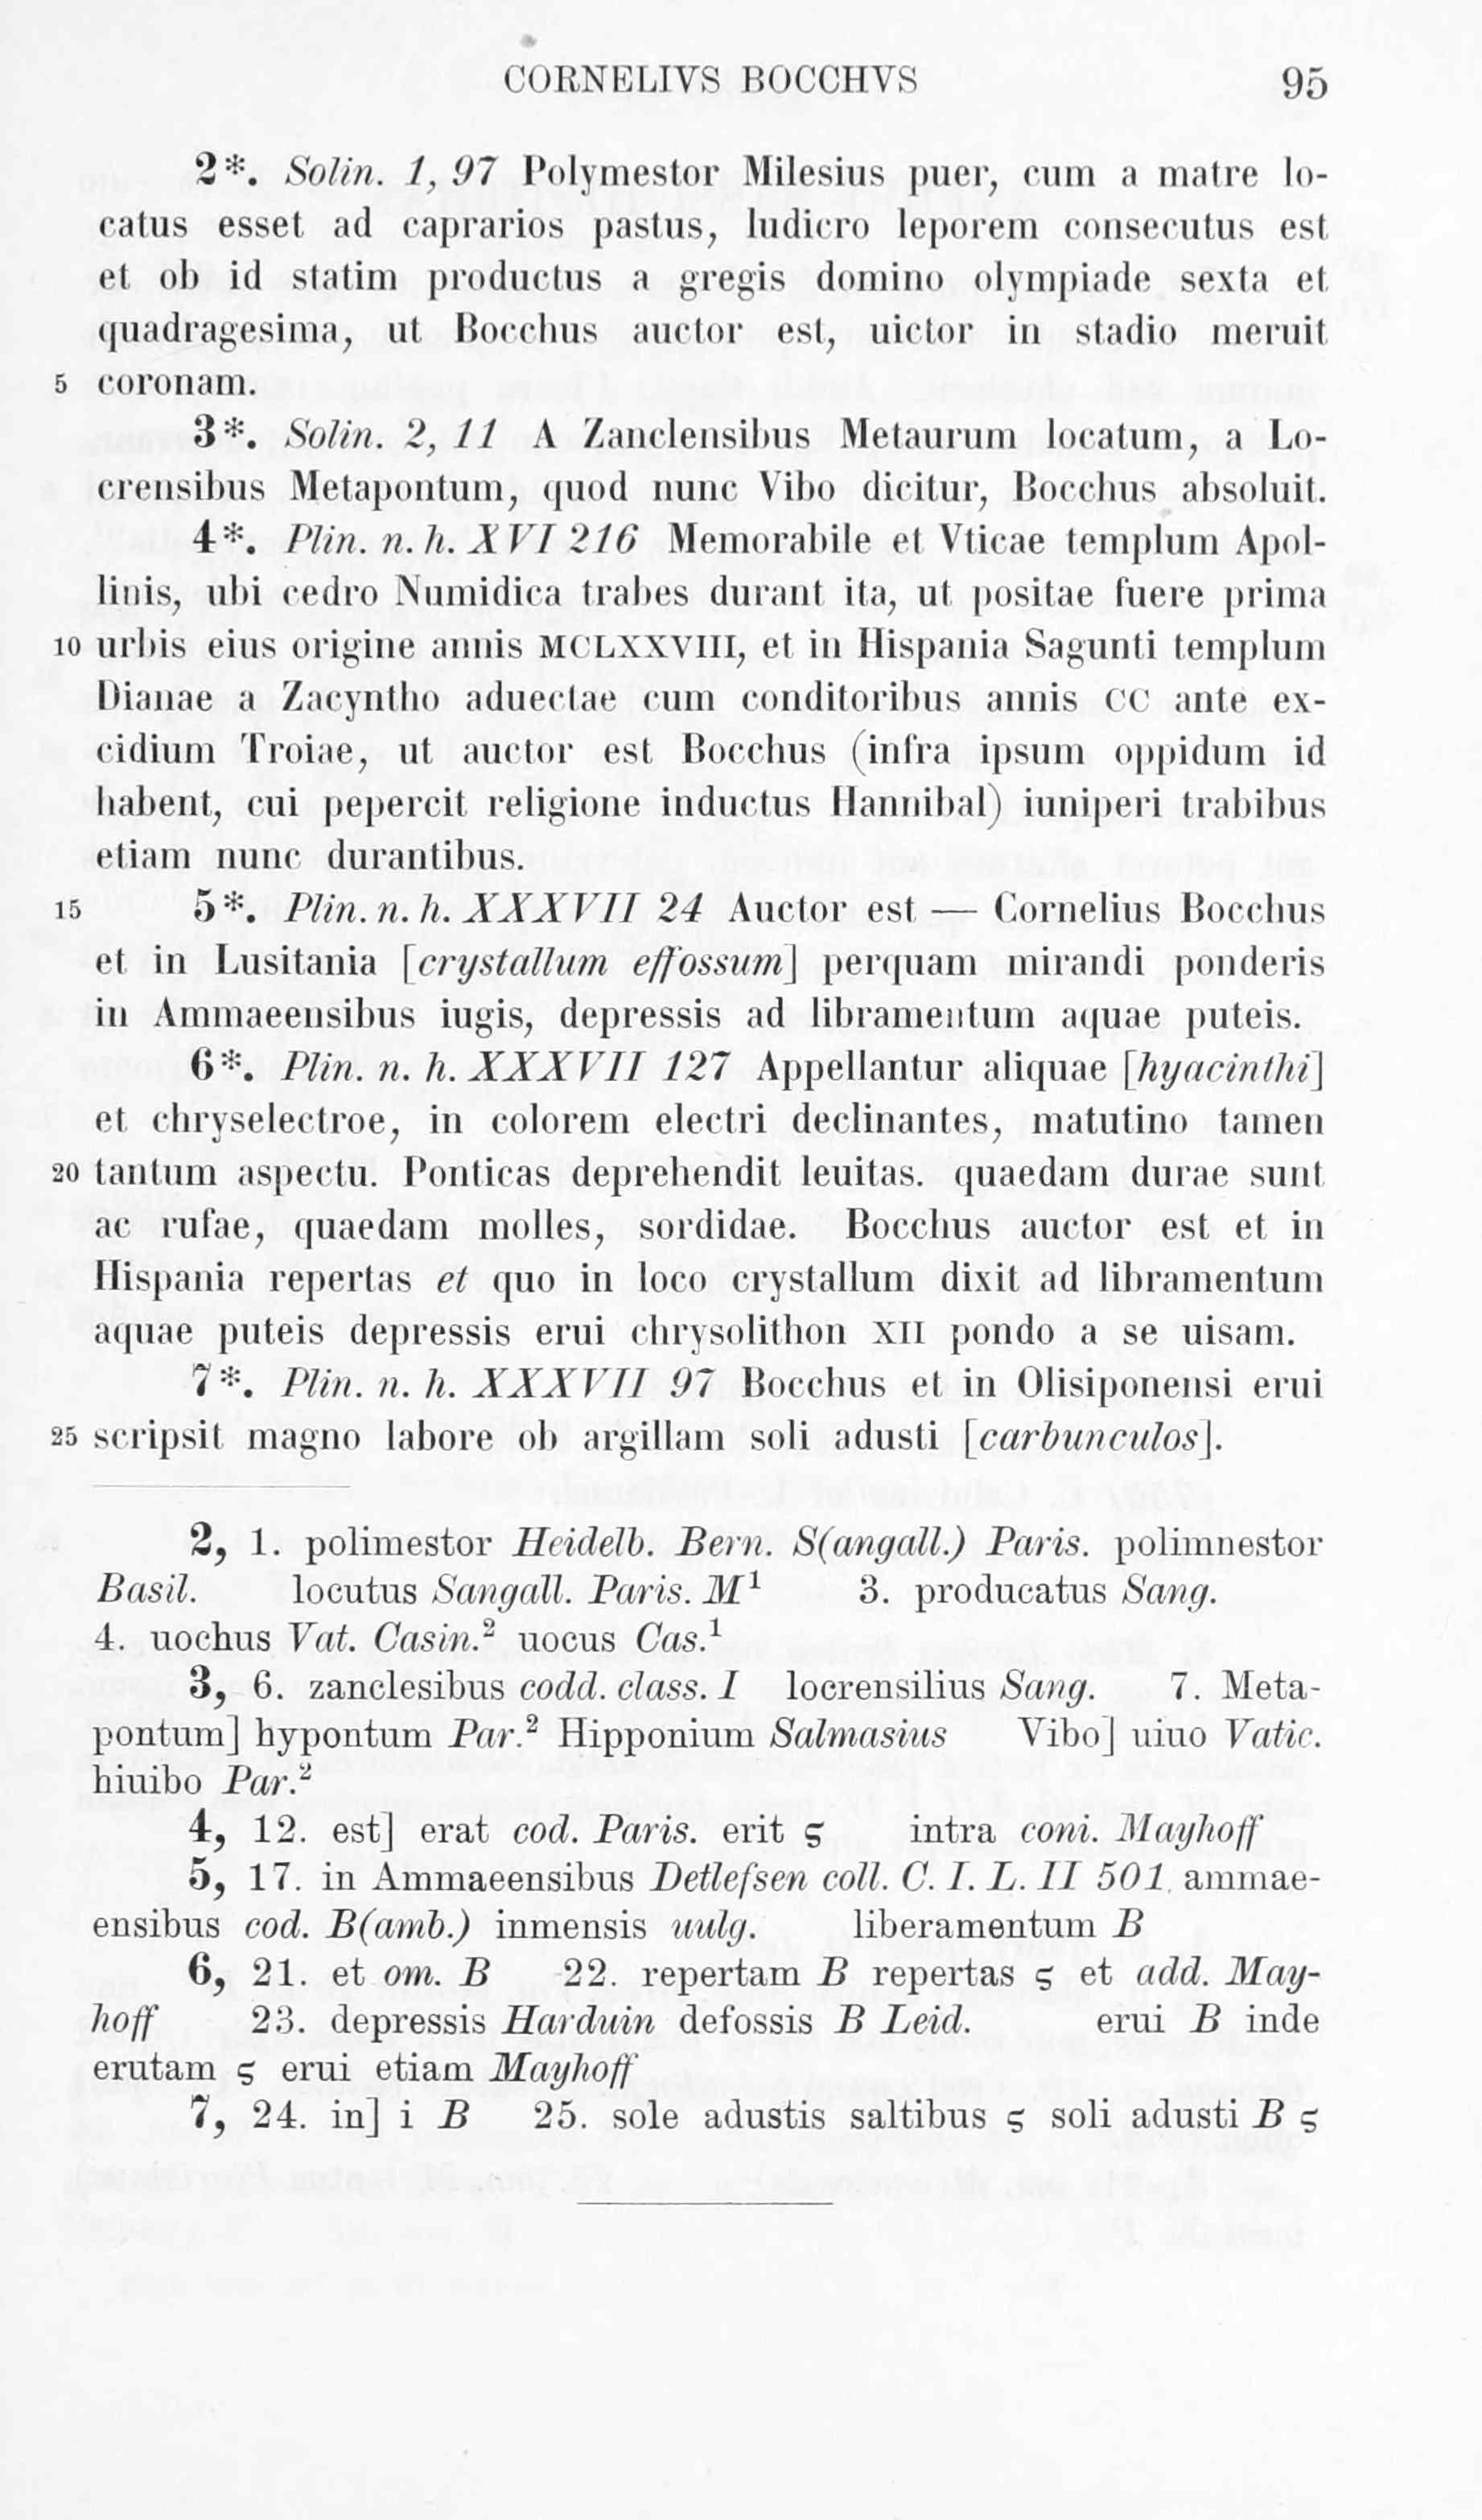 CORNELIVS BOCCHVS 95
2*. Solin. 1, 97 Polymestor Milesius puer, cum a matre lo-
catus esset ad caprarios pastus, ludicro leporem consecutus est
et ob id statim productus a gregis domino olympiade sexta et
quadragesima, ut Bocchus auctor est, uictor in stadio meruit
5 coronam.
3*. Solin. 2, 11 A Zanclensibus Metaurum locatum, a Lo-
crensibus Metapontum, quod nunc Vibo dicitur, Bocchus absoluit.
4*. Plin. n. h. XVI 216 Memorabile et Vticae templum Apol-
linis, ubi cedro Numidica trabes durant ita, ut positae fuere prima
10 urbis eius origine annis MCLXXVIII, et in Hispania Sagunti templum
Dianae a Zacyntho aduectae cum conditoribus annis CC ante ex-
cidium Troiae, ut auctor est Bocchus (infra ipsum oppidum id
habent, cui pepercit religione inductus Hannibal) iuniperi trabibus
etiam nunc durantibus.
15 5*. Plin. n. h. XXXVII 24 Auctor est — Cornelius Bocchus
et in Lusitania [crystallum effossum] perquam mirandi ponderis
in Ammaeensibus iugis, depressis ad libramentum aquae puteis.
6*. Plin. n. h. XXXVII 127 Appellantur aliquae [hyacinthi]
et chryselectroe, in colorem electri declinantes, matutino tamen
20 tantum aspectu. Ponticas deprehendit leuitas. quaedam durae sunt
ac rufae, quaedam molles, sordidae. Bocchus auctor est et in
Hispania repertas et quo in loco crystallum dixit ad libramentum
aquae puteis depressis erui chrysolithon XII pondo a se uisam.
7*. Plin. n. h. XXXVII 97 Bocchus et in Olisiponensi erui
25 scripsit magno labore ob argillam soli adusti [carbunculos].
2, 1. polimestor Heidelb. Bern. S(angall.) Paris. polimnestor
Basil. locutus Sangall. Paris. M¹ 3. producatus Sang.
4. uochus Vat. Casin.² uocus Cas.¹
3, 6. zanclesibus codd. class. I locrensilius Sang. 7. Meta-
pontum] hypontum Par.² Hipponium Salmasius Vibo] uiuo Vatic.
hiuibo Par.²
4, 12. est] erat cod. Paris. erit ς intra coni. Mayhoff
5, 17. in Ammaeensibus Detlefsen coll. C. I. L. II 501. ammae-
ensibus cod. B(amb.) inmensis uulg. liberamentum B
6, 21. et om. B 22. repertam B repertas ς et add. May-
hoff 23. depressis Harduin defossis B Leid. erui B inde
erutam ς erui etiam Mayhoff
7, 24. in] i B 25. sole adustis saltibus ς soli adusti B ς